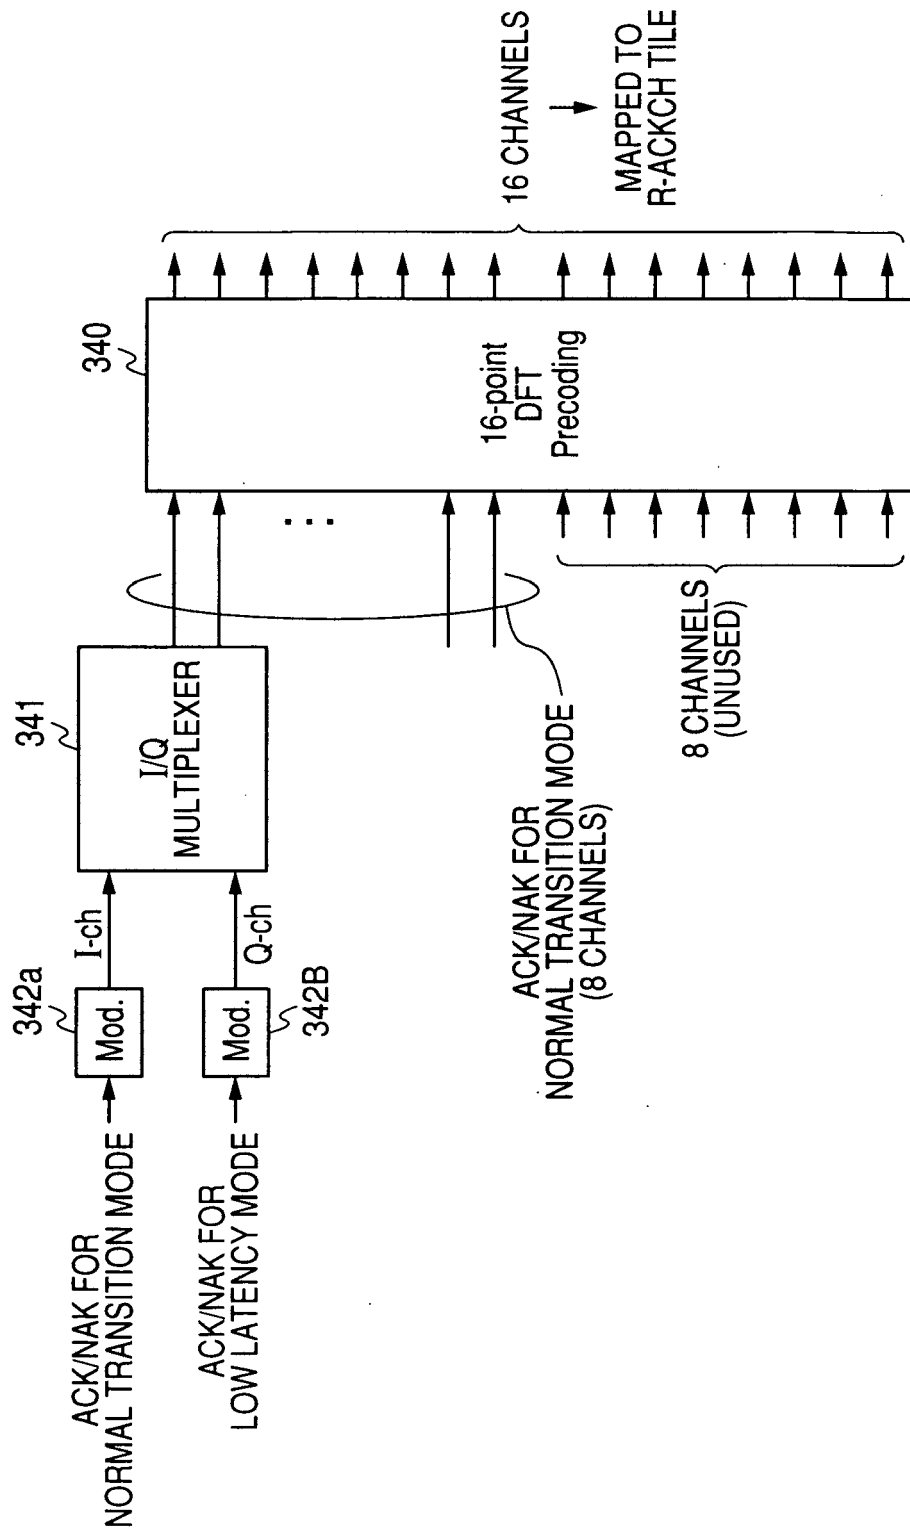 ACK/NAK FOR
NORMAL TRANSITION MODE
342a
Mod.
I-ch
ACK/NAK FOR
LOW LATENCY MODE
Mod.
342B
Q-ch
341
I/Q
MULTIPLEXER
...
ACK/NAK FOR
NORMAL TRANSITION MODE
(8 CHANNELS)
8 CHANNELS
(UNUSED)
340
16-point
DFT
Precoding
16 CHANNELS
MAPPED TO
R-ACKCH TILE